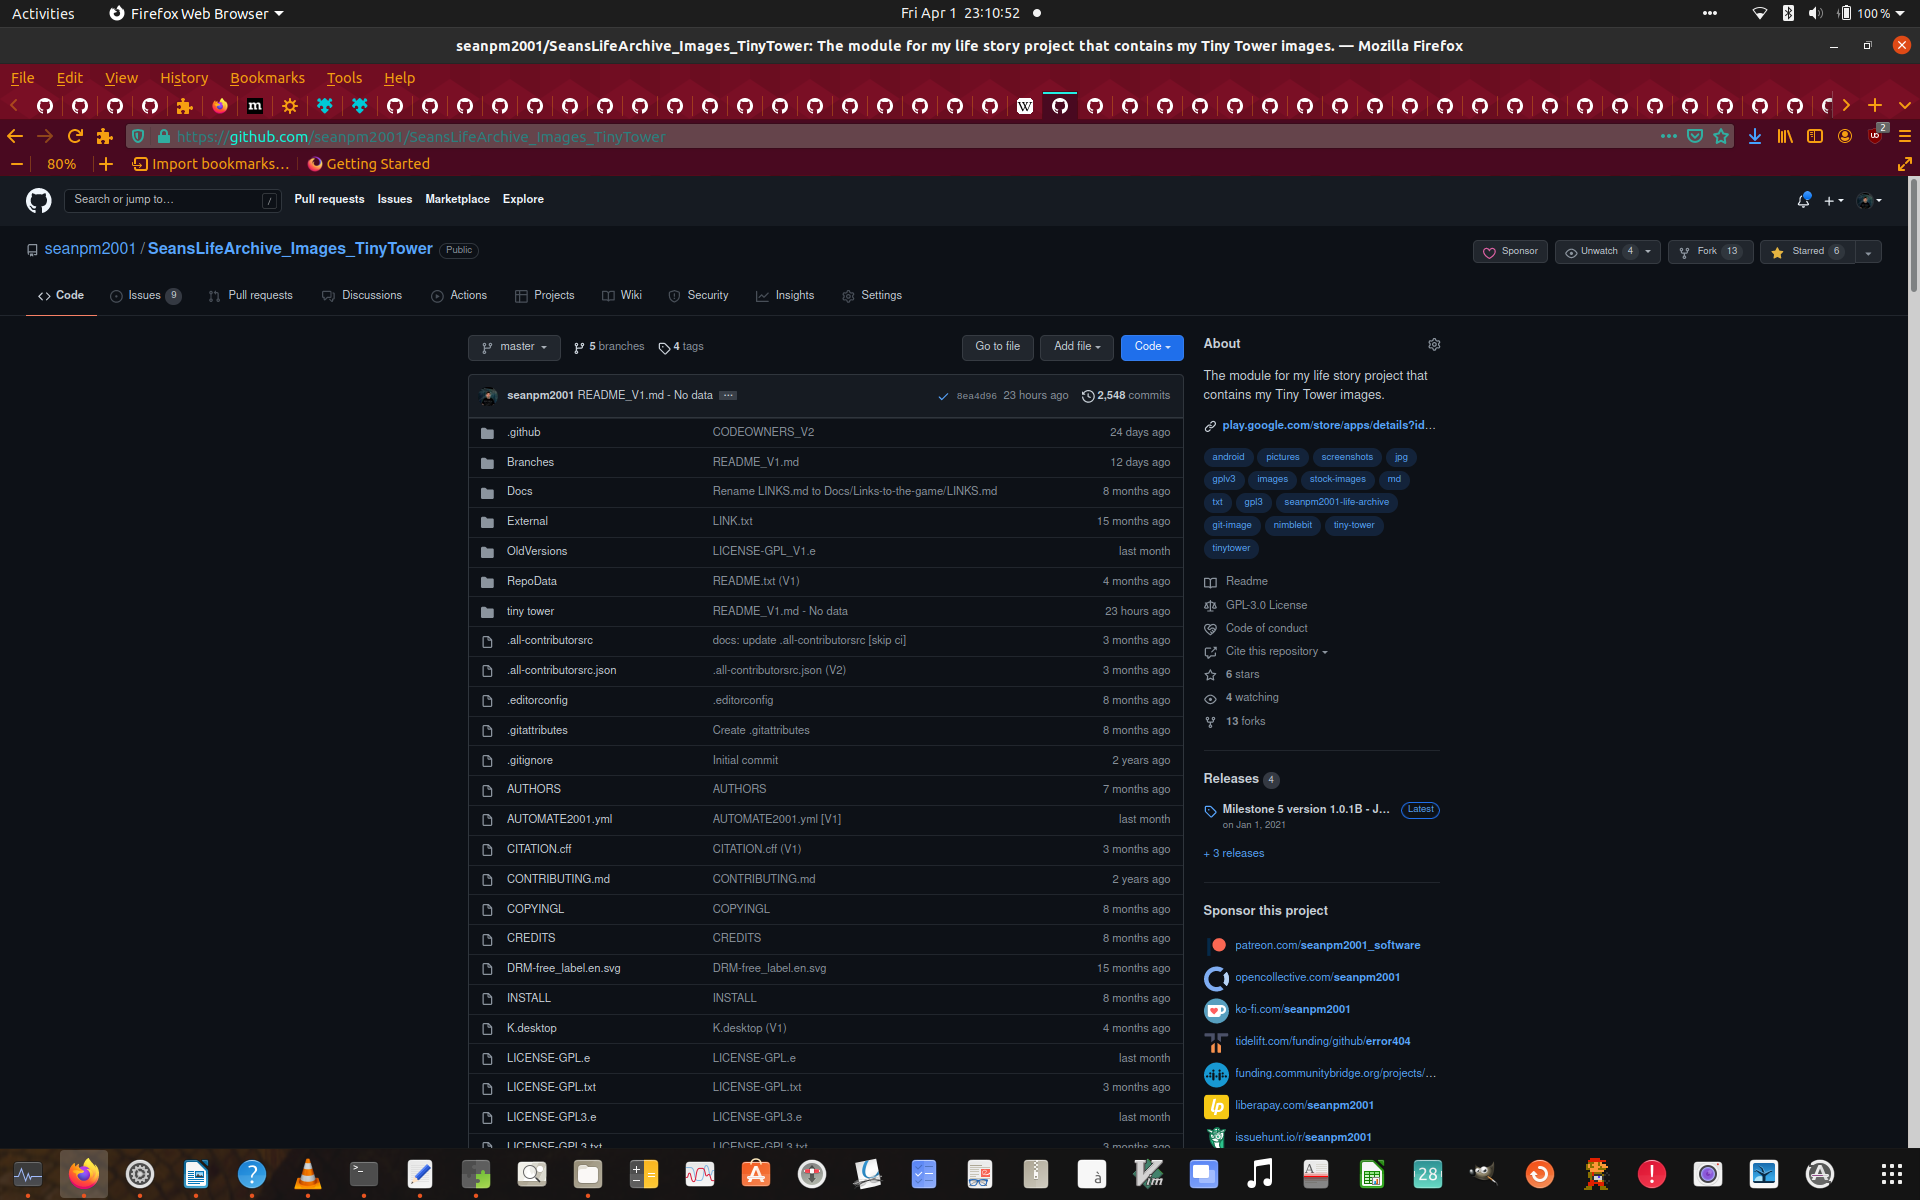 Activities
Firefox Web Browser
Fri Apr 1 23:10:52
100 %
seanpm2001/SeansLifeArchive_Images_TinyTower: The module for my life story project that contains my Tiny Tower images. — Mozilla Firefox
File Edit View History Bookmarks Tools Help
https://github.com/seanpm2001/SeansLifeArchive_Images_TinyTower
2
80%
Import bookmarks...
Getting Started
Search or jump to... /
Pull requests Issues Marketplace Explore
seanpm2001 / SeansLifeArchive_Images_TinyTower Public
Sponsor
Unwatch 4
Fork 13
Starred 6
Code
Issues 9
Pull requests
Discussions
Actions
Projects
Wiki
Security
Insights
Settings
master
5 branches
4 tags
Go to file
Add file
Code
seanpm2001 README_V1.md - No data ... 8ea4d96 23 hours ago 2,548 commits
.github CODEOWNERS_V2 24 days ago
Branches README_V1.md 12 days ago
Docs Rename LINKS.md to Docs/Links-to-the-game/LINKS.md 8 months ago
External LINK.txt 15 months ago
OldVersions LICENSE-GPL_V1.e last month
RepoData README.txt (V1) 4 months ago
tiny tower README_V1.md - No data 23 hours ago
.all-contributorsrc docs: update .all-contributorsrc [skip ci] 3 months ago
.all-contributorsrc.json .all-contributorsrc.json (V2) 3 months ago
.editorconfig .editorconfig 8 months ago
.gitattributes Create .gitattributes 8 months ago
.gitignore Initial commit 2 years ago
AUTHORS AUTHORS 7 months ago
AUTOMATE2001.yml AUTOMATE2001.yml [V1] last month
CITATION.cff CITATION.cff (V1) 3 months ago
CONTRIBUTING.md CONTRIBUTING.md 2 years ago
COPYINGL COPYINGL 8 months ago
CREDITS CREDITS 8 months ago
DRM-free_label.en.svg DRM-free_label.en.svg 15 months ago
INSTALL INSTALL 8 months ago
K.desktop K.desktop (V1) 4 months ago
LICENSE-GPL.e LICENSE-GPL.e last month
LICENSE-GPL.txt LICENSE-GPL.txt 3 months ago
LICENSE-GPL3.e LICENSE-GPL3.e last month
LICENSE-GPL3.txt LICENSE-GPL3.txt 3 months ago
About
The module for my life story project that
contains my Tiny Tower images.
play.google.com/store/apps/details?id...
android pictures screenshots jpg
gplv3 images stock-images md
txt gpl3 seanpm2001-life-archive
git-image nimblebit tiny-tower
tinytower
Readme
GPL-3.0 License
Code of conduct
Cite this repository
6 stars
4 watching
13 forks
Releases 4
Milestone 5 version 1.0.1B - J... Latest
on Jan 1, 2021
+ 3 releases
Sponsor this project
patreon.com/seanpm2001_software
opencollective.com/seanpm2001
ko-fi.com/seanpm2001
tidelift.com/funding/github/error404
funding.communitybridge.org/projects/...
liberapay.com/seanpm2001
issuehunt.io/r/seanpm2001
28